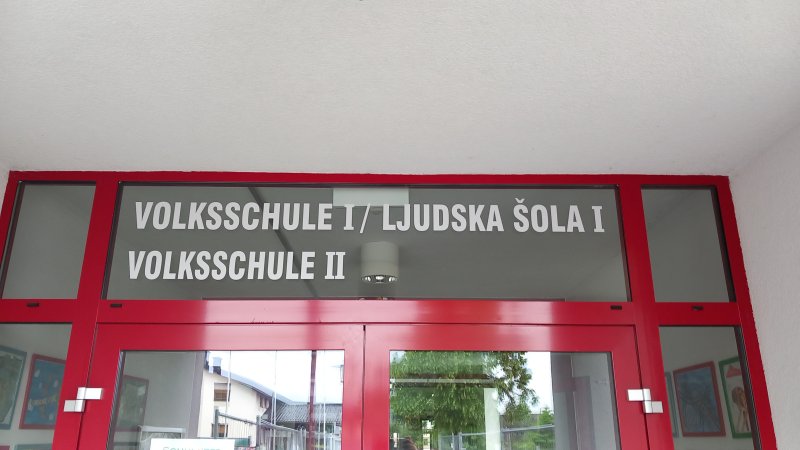 VOLKSSCHULE I / LJUDSKA ŠOLA I
VOLKSSCHULE II